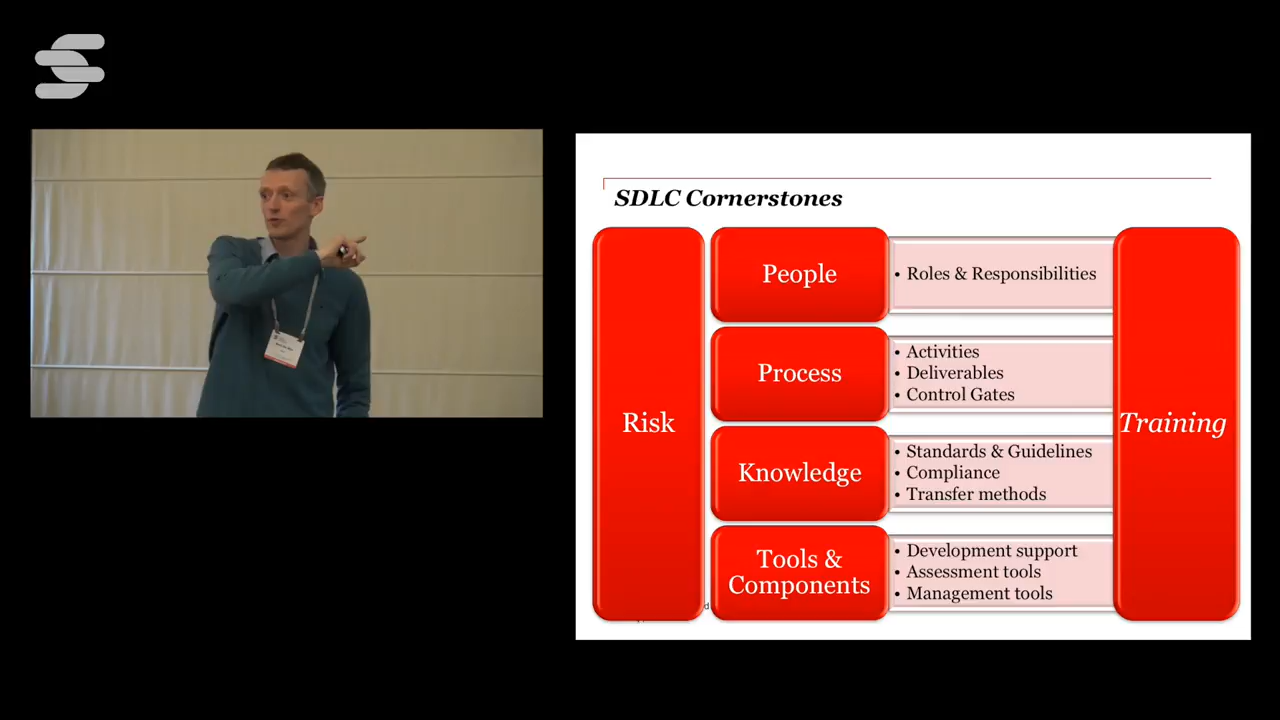 SDLC Cornerstones
Risk
People
• Roles & Responsibilities
Process
• Activities
• Deliverables
• Control Gates
Knowledge
• Standards & Guidelines
• Compliance
• Transfer methods
Tools &
Components
• Development support
• Assessment tools
• Management tools
Training